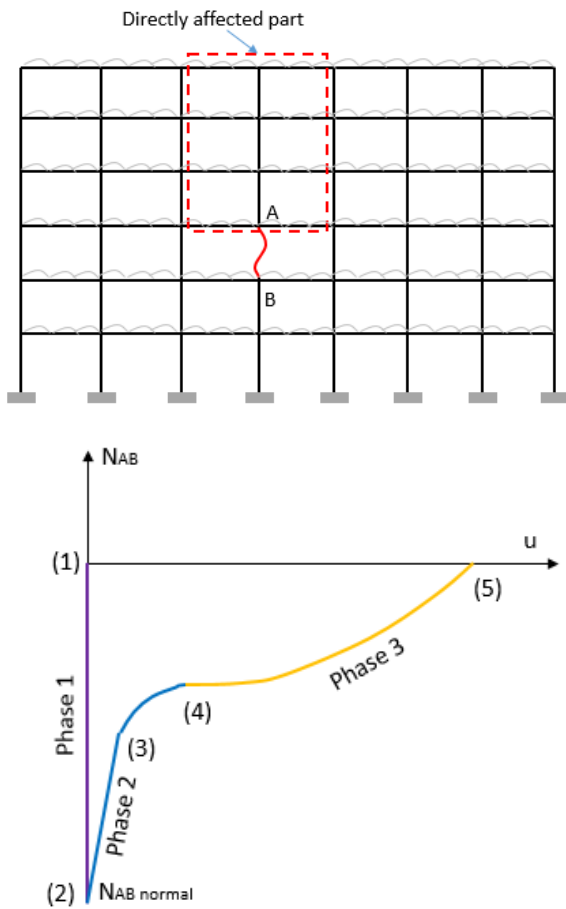 Directly affected part
A
B
NAB
(1)
u
(5)
Phase 1
Phase 3
(4)
(3)
Phase 2
(2)
NAB normal